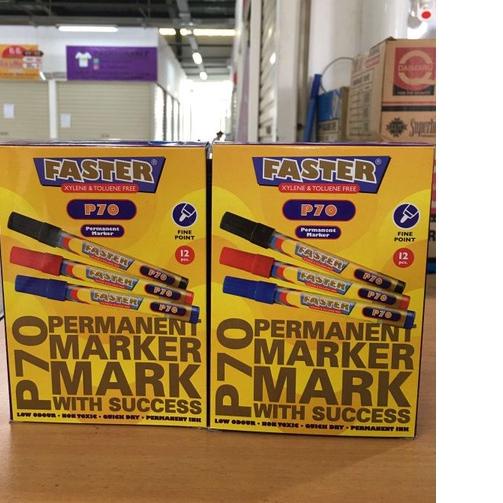 FASTER®
XYLENE & TOLUENE FREE
P70
Permanent
Marker
FINE
POINT
12
pcs.
FASTER
P70
FASTER
P70
FASTER
P70
P70
PERMANENT
MARKER
MARK
WITH SUCCESS
LOW ODOUR • NON TOXIC • QUICK DRY • PERMANENT INK
FASTER®
XYLENE & TOLUENE FREE
P70
Permanent
Marker
FINE
POINT
12
pcs.
FASTER
P70
FASTER
P70
FASTER
P70
P70
PERMANENT
MARKER
MARK
WITH SUCCESS
LOW ODOUR • NON TOXIC • QUICK DRY • PERMANENT INK